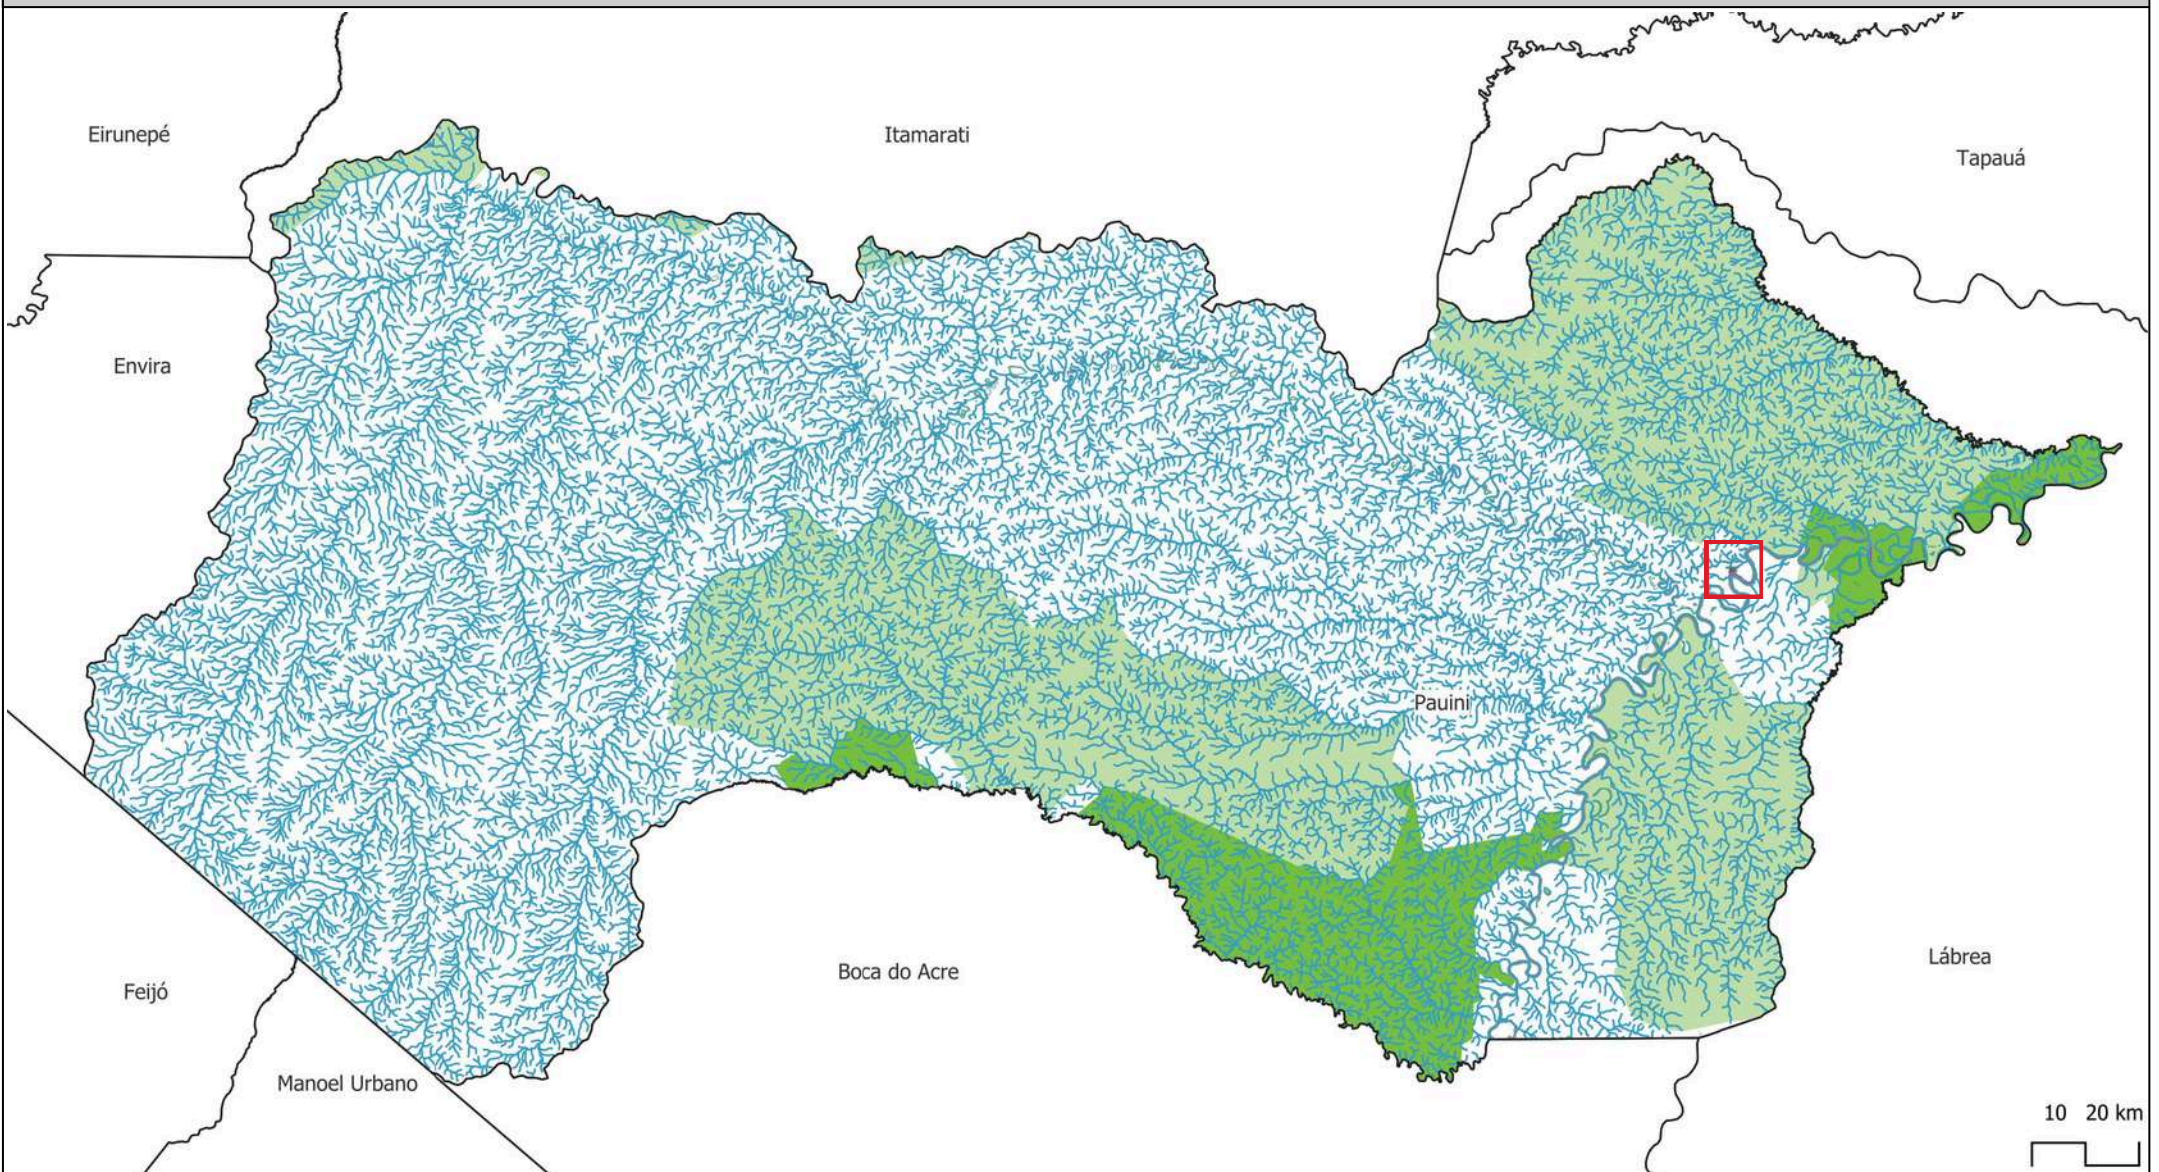 Eirunepé
Itamarati
Tapauá
Envira
Pauini
Lábrea
Boca do Acre
Feijó
Manoel Urbano
10 20 km